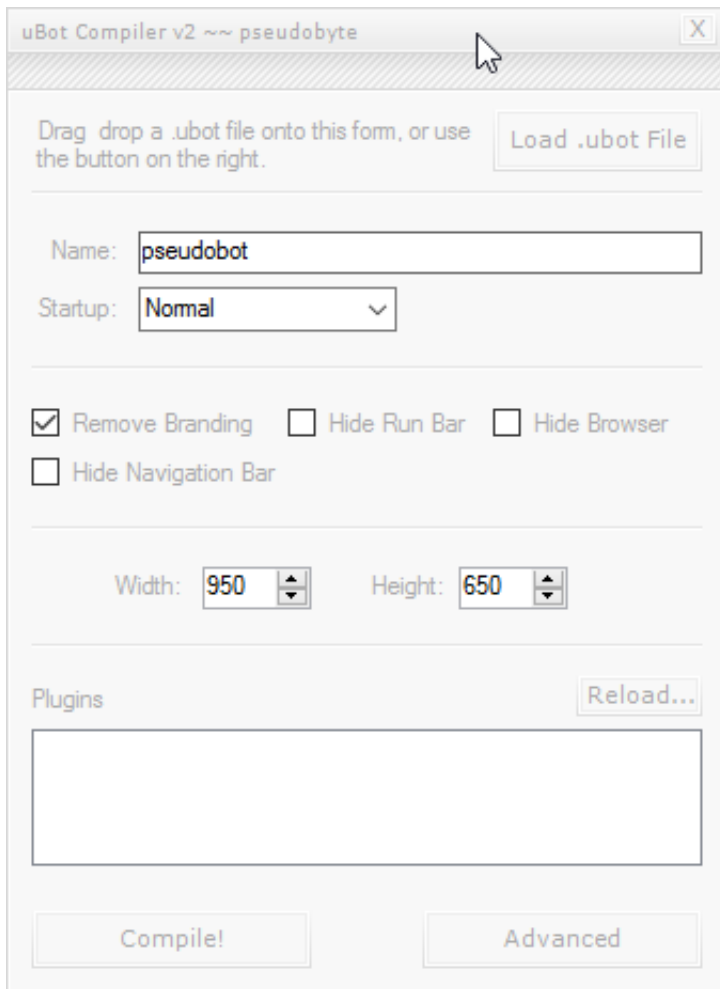 uBot Compiler v2 ~~ pseudobyte X
Drag drop a .ubot file onto this form, or use
the button on the right.
Load .ubot File
Name: pseudobot
Startup: Normal
Remove Branding Hide Run Bar Hide Browser
Hide Navigation Bar
Width: 950 Height: 650
Plugins Reload...
Compile! Advanced